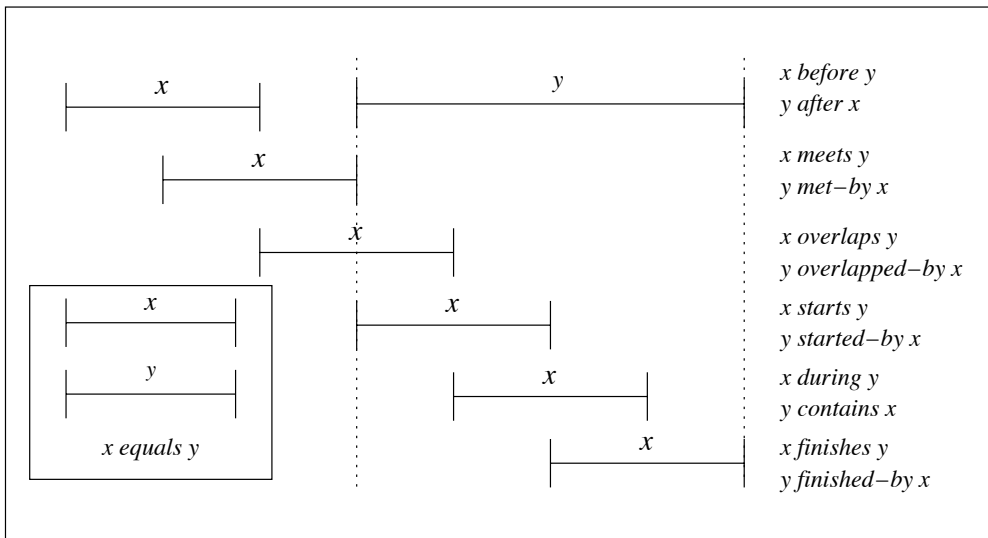 x
y
x before y
y after x
x
x meets y
y met−by x
x
x overlaps y
y overlapped−by x
x
x
x starts y
y started−by x
y
x
x during y
y contains x
x equals y
x
x finishes y
y finished−by x